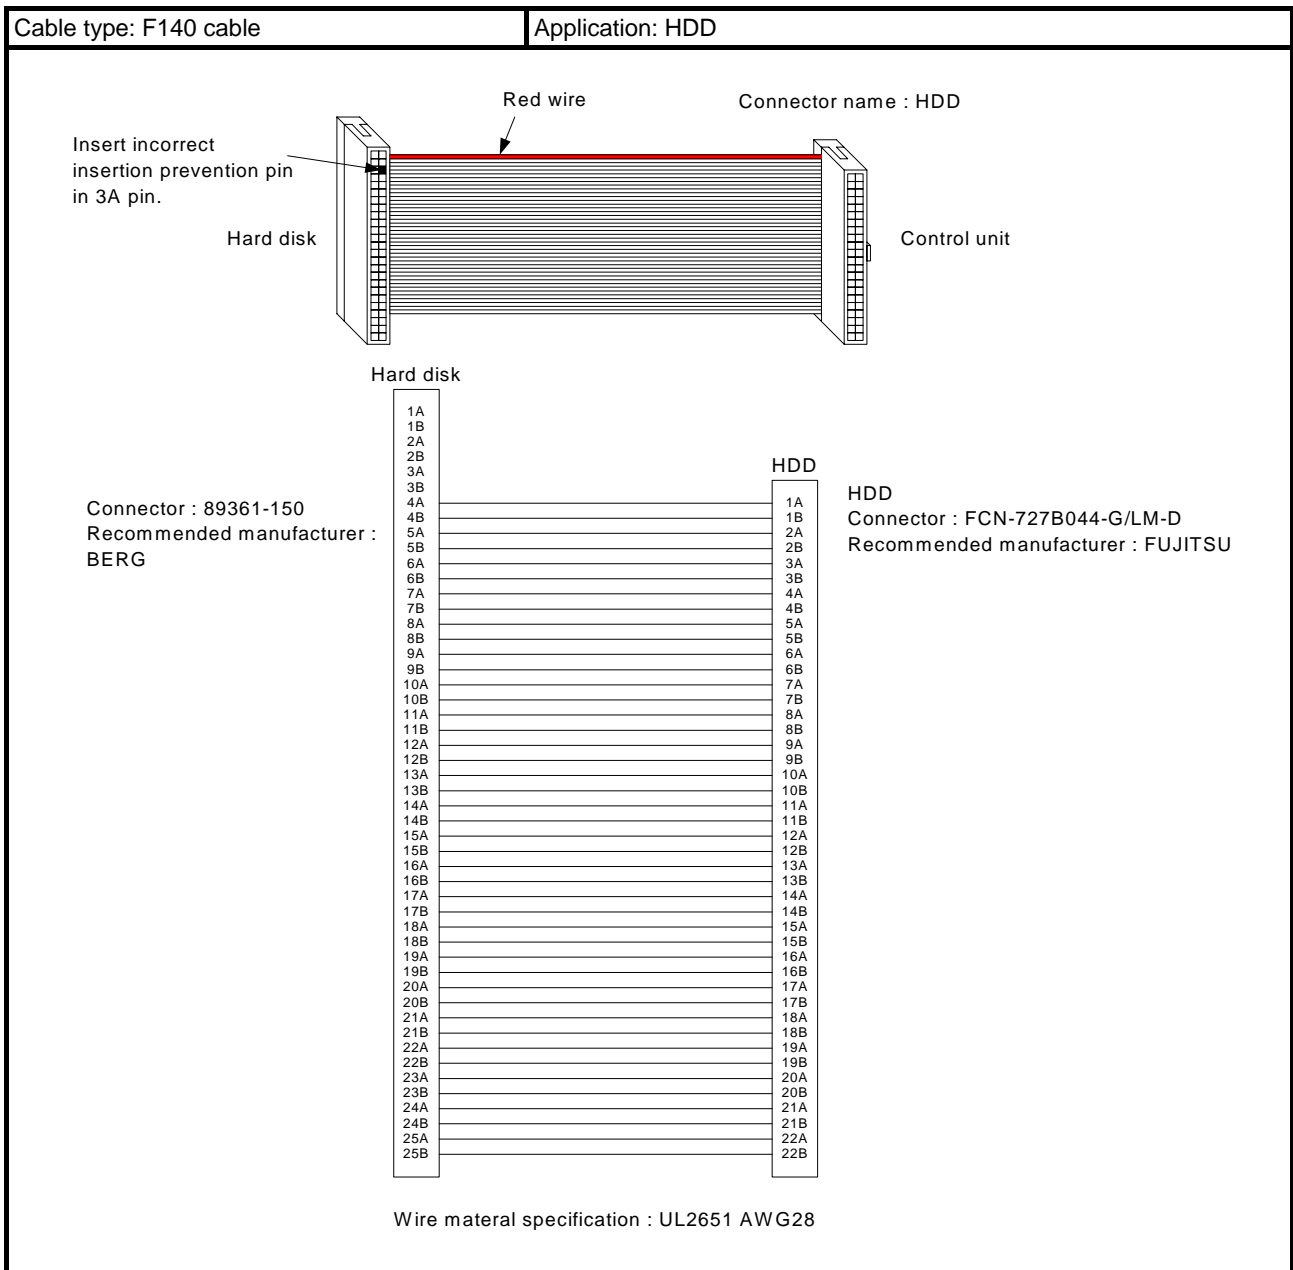 Cable type: F140 cable
Application: HDD
Red wire
Connector name : HDD
Insert incorrect
insertion prevention pin
in 3A pin.
Hard disk
Control unit
Hard disk
1A
1B
2A
2B
3A
3B
4A
4B
5A
5B
6A
6B
7A
7B
8A
8B
9A
9B
10A
10B
11A
11B
12A
12B
13A
13B
14A
14B
15A
15B
16A
16B
17A
17B
18A
18B
19A
19B
20A
20B
21A
21B
22A
22B
23A
23B
24A
24B
25A
25B
Connector : 89361-150
Recommended manufacturer :
BERG
HDD
1A
1B
2A
2B
3A
3B
4A
4B
5A
5B
6A
6B
7A
7B
8A
8B
9A
9B
10A
10B
11A
11B
12A
12B
13A
13B
14A
14B
15A
15B
16A
16B
17A
17B
18A
18B
19A
19B
20A
20B
21A
21B
22A
22B
HDD
Connector : FCN-727B044-G/LM-D
Recommended manufacturer : FUJITSU
Wire materal specification : UL2651 AWG28